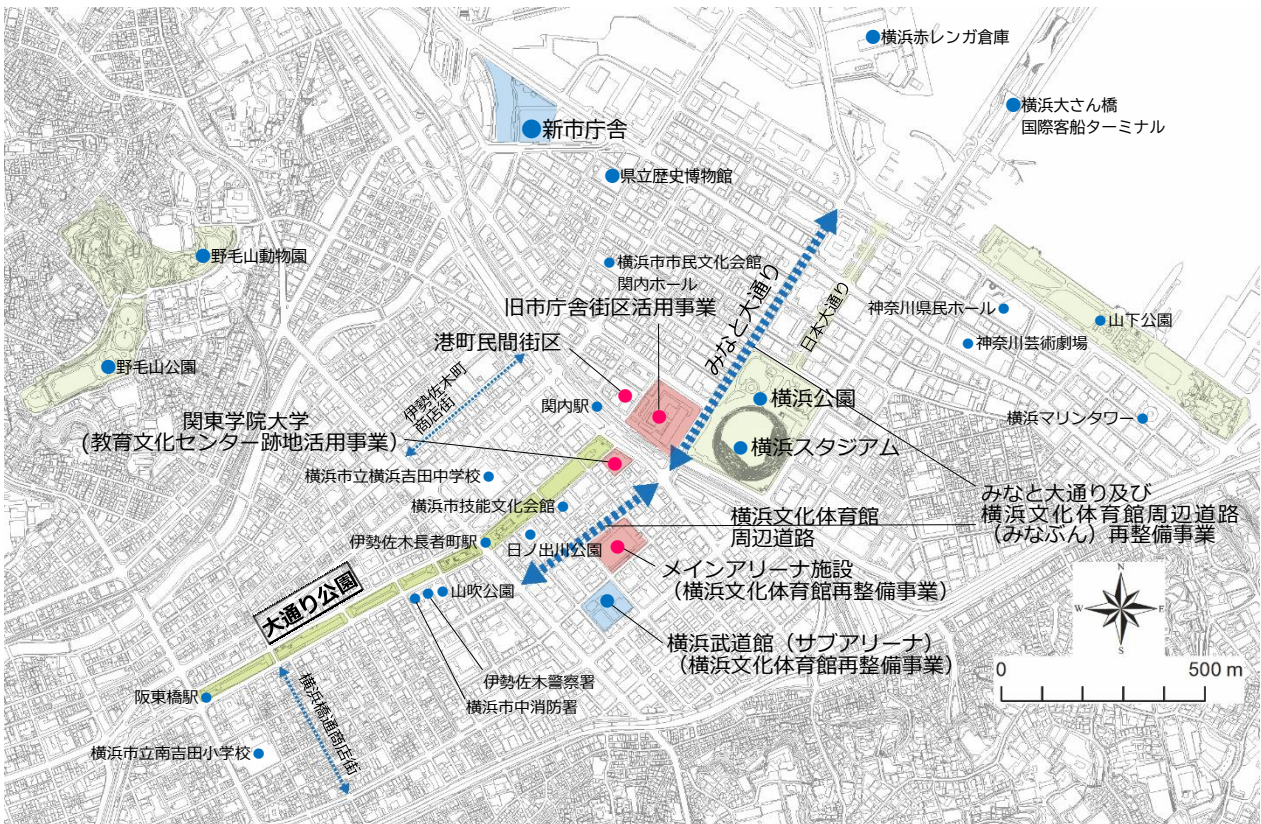 横浜赤レンガ倉庫
横浜大さん橋
国際客船ターミナル
新市庁舎
県立歴史博物館
野毛山動物園
横浜市市民文化会館
関内ホール
みなと大通り
日本大通り
旧市庁舎街区活用事業
神奈川県民ホール
山下公園
神奈川芸術劇場
港町民間街区
野毛山公園
伊勢佐木町
商店街
関内駅
横浜公園
横浜マリンタワー
関東学院大学
(教育文化センター跡地活用事業)
横浜スタジアム
横浜市立横浜吉田中学校
横浜市技能文化会館
横浜文化体育館
周辺道路
みなと大通り及び
横浜文化体育館周辺道路
(みなぶん)再整備事業
伊勢佐木長者町駅
日ノ出川公園
メインアリーナ施設
(横浜文化体育館再整備事業)
山吹公園
大通り公園
横浜武道館(サブアリーナ)
(横浜文化体育館再整備事業)
伊勢佐木警察署
横浜市中消防署
阪東橋駅
横浜橋通商店街
横浜市立南吉田小学校
N
W
E
S
0
500 m